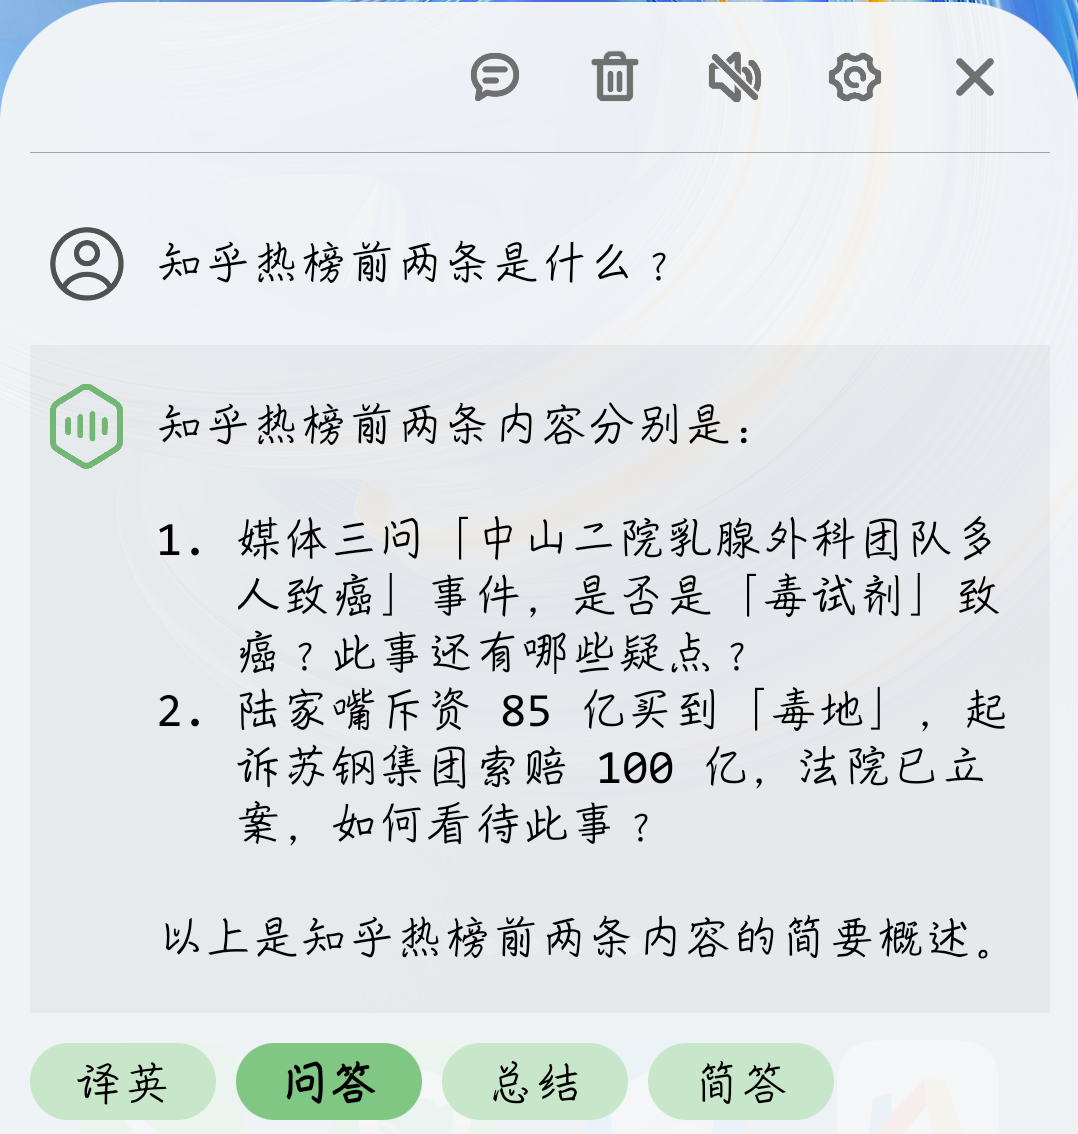 知乎热榜前两条是什么？
知乎热榜前两条内容分别是：
1. 媒体三问「中山二院乳腺外科团队多
人致癌」事件，是否是「毒试剂」致
癌？此事还有哪些疑点？
2. 陆家嘴斥资 85 亿买到「毒地」，起
诉苏钢集团索赔 100 亿，法院已立
案，如何看待此事？
以上是知乎热榜前两条内容的简要概述。
译英 问答 总结 简答